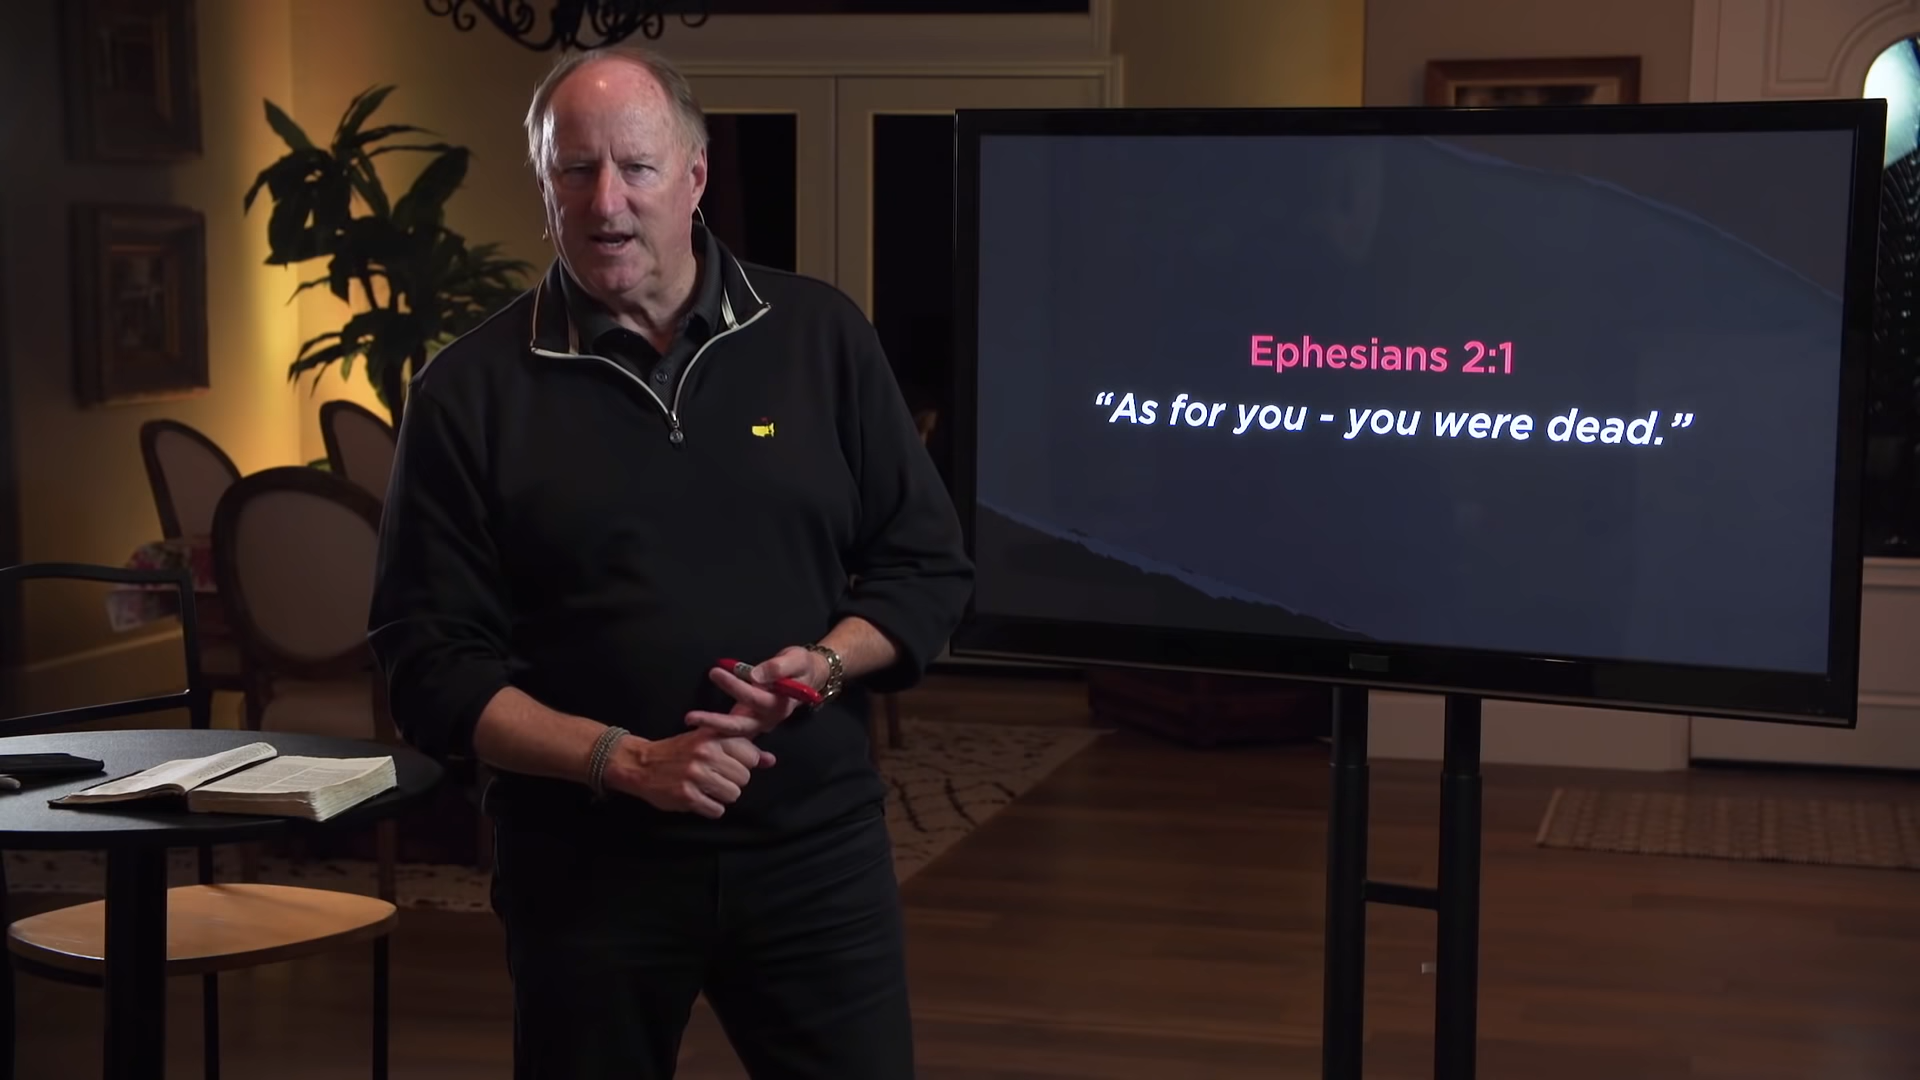 Ephesians 2:1
“As for you - you were dead.”